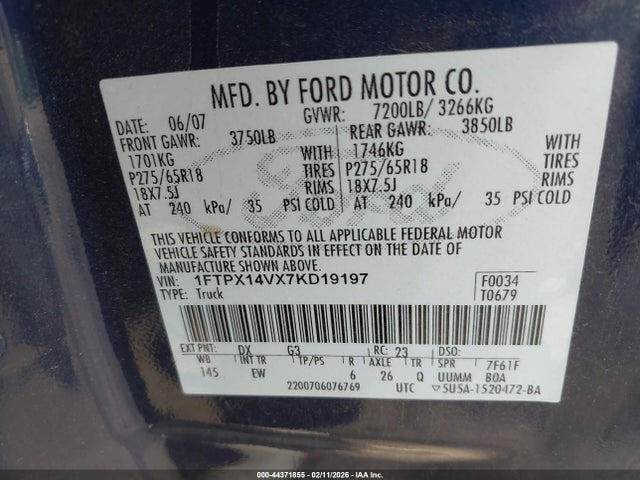 MFD. BY FORD MOTOR CO.
DATE: 06/07 GVWR: 7200LB/ 3266KG
FRONT GAWR: 3750LB REAR GAWR: 3850LB
1701KG WITH 1746KG WITH
P275/65R18 TIRES P275/65R18 TIRES
18X7.5J RIMS 18X7.5J RIMS
AT 240 kPa/ 35 PSI COLD AT 240 kPa/ 35 PSI COLD
Ford
THIS VEHICLE CONFORMS TO ALL APPLICABLE FEDERAL MOTOR
VEHICLE SAFETY STANDARDS IN EFFECT ON THE DATE OF
MANUFACTURE SHOWN ABOVE.
VIN: 1FTPX14VX7KD19197 F0034
TYPE: Truck T0679
EXT PNT: DX G3 RC: 23 DSO:
WB INT TR TP/PS R AXLE TR SPR 7F61F
145 EW 6 26 Q UUMM BOA
2200706076769 UTC ▽5U5A-1520472-BA
000-44371855 - 02/11/2026 - IAA Inc.